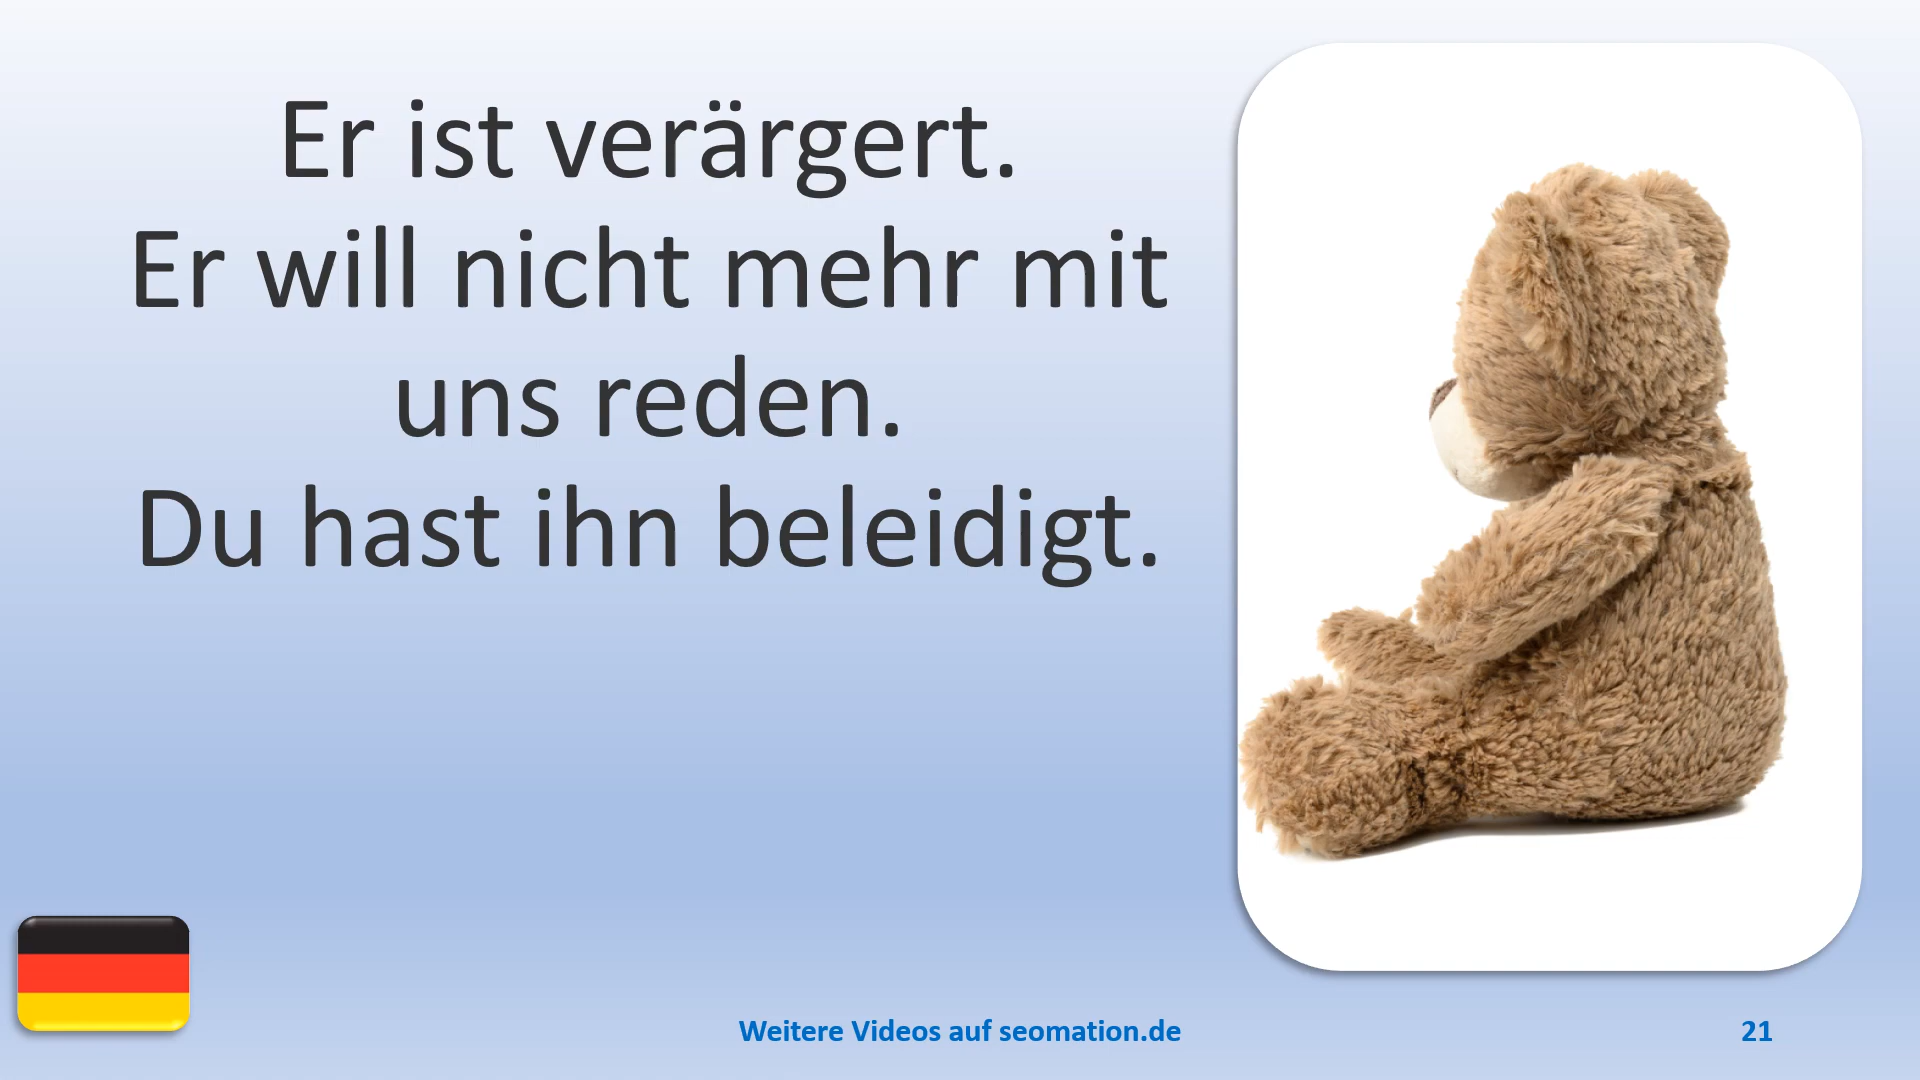 Er ist verärgert.
Er will nicht mehr mit
uns reden.
Du hast ihn beleidigt.
Weitere Videos auf seomation.de
21